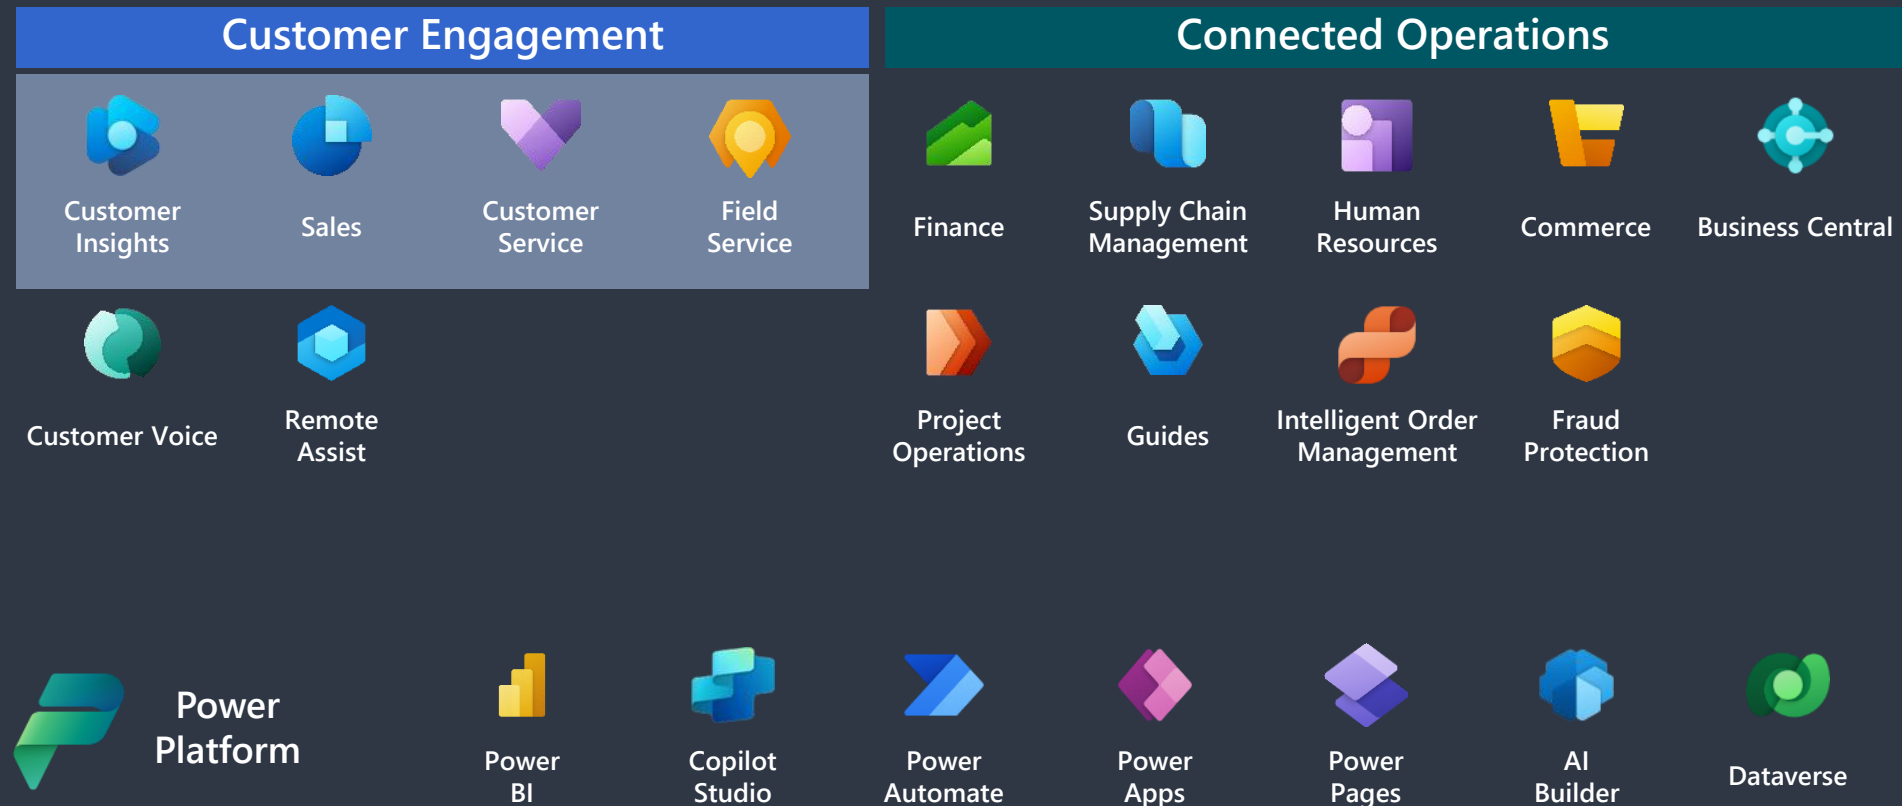 Customer Engagement
Connected Operations
Customer
Insights
Sales
Customer
Service
Field
Service
Finance
Supply Chain
Management
Human
Resources
Commerce
Business Central
Customer Voice
Remote
Assist
Project
Operations
Guides
Intelligent Order
Management
Fraud
Protection
Power
Platform
Power
BI
Copilot
Studio
Power
Automate
Power
Apps
Power
Pages
AI
Builder
Dataverse